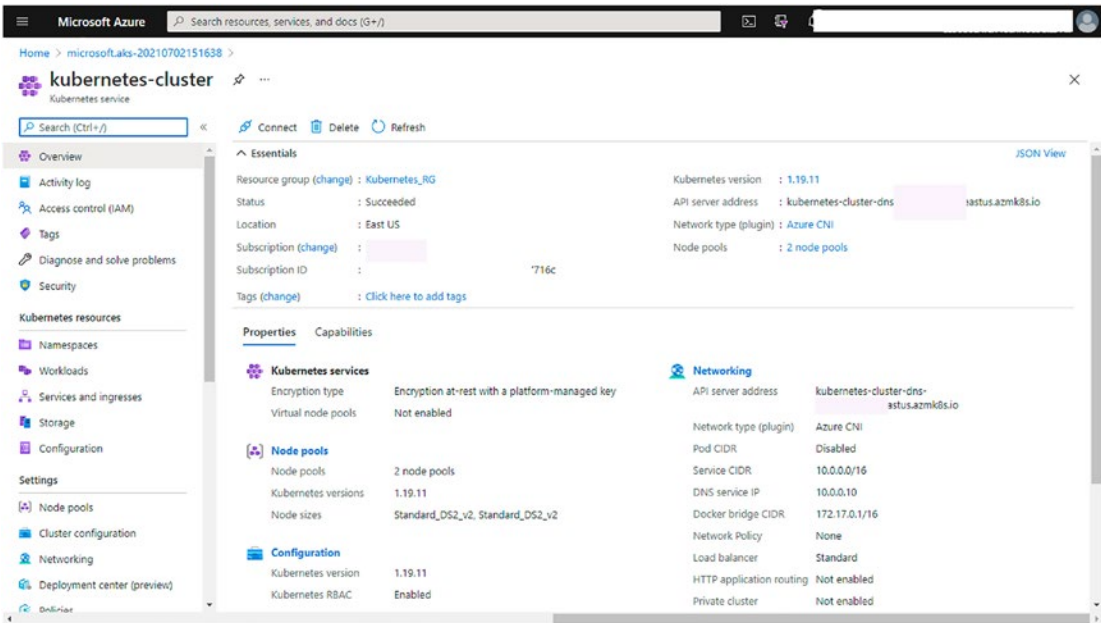 Microsoft Azure
Search resources, services, and docs (G+/)
Home > microsoft.aks-20210702151638 >
kubernetes-cluster
Kubernetes service
Search (Ctrl+/)
Overview
Activity log
Access control (IAM)
Tags
Diagnose and solve problems
Security
Kubernetes resources
Namespaces
Workloads
Services and ingresses
Storage
Configuration
Settings
Node pools
Cluster configuration
Networking
Deployment center (preview)
Policies
Connect Delete Refresh
Essentials JSON View
Resource group (change) : Kubernetes_RG
Status : Succeeded
Location : East US
Subscription (change) :
Subscription ID : 716c
Tags (change) : Click here to add tags
Kubernetes version : 1.19.11
API server address : kubernetes-cluster-dns astus.azmk8s.io
Network type (plugin) : Azure CNI
Node pools : 2 node pools
Properties Capabilities
Kubernetes services
Encryption type Encryption at-rest with a platform-managed key
Virtual node pools Not enabled
Node pools
Node pools 2 node pools
Kubernetes versions 1.19.11
Node sizes Standard_DS2_v2, Standard_DS2_v2
Configuration
Kubernetes version 1.19.11
Kubernetes RBAC Enabled
Networking
API server address kubernetes-cluster-dns-
astus.azmk8s.io
Network type (plugin) Azure CNI
Pod CIDR Disabled
Service CIDR 10.0.0.0/16
DNS service IP 10.0.0.10
Docker bridge CIDR 172.17.0.1/16
Network Policy None
Load balancer Standard
HTTP application routing Not enabled
Private cluster Not enabled